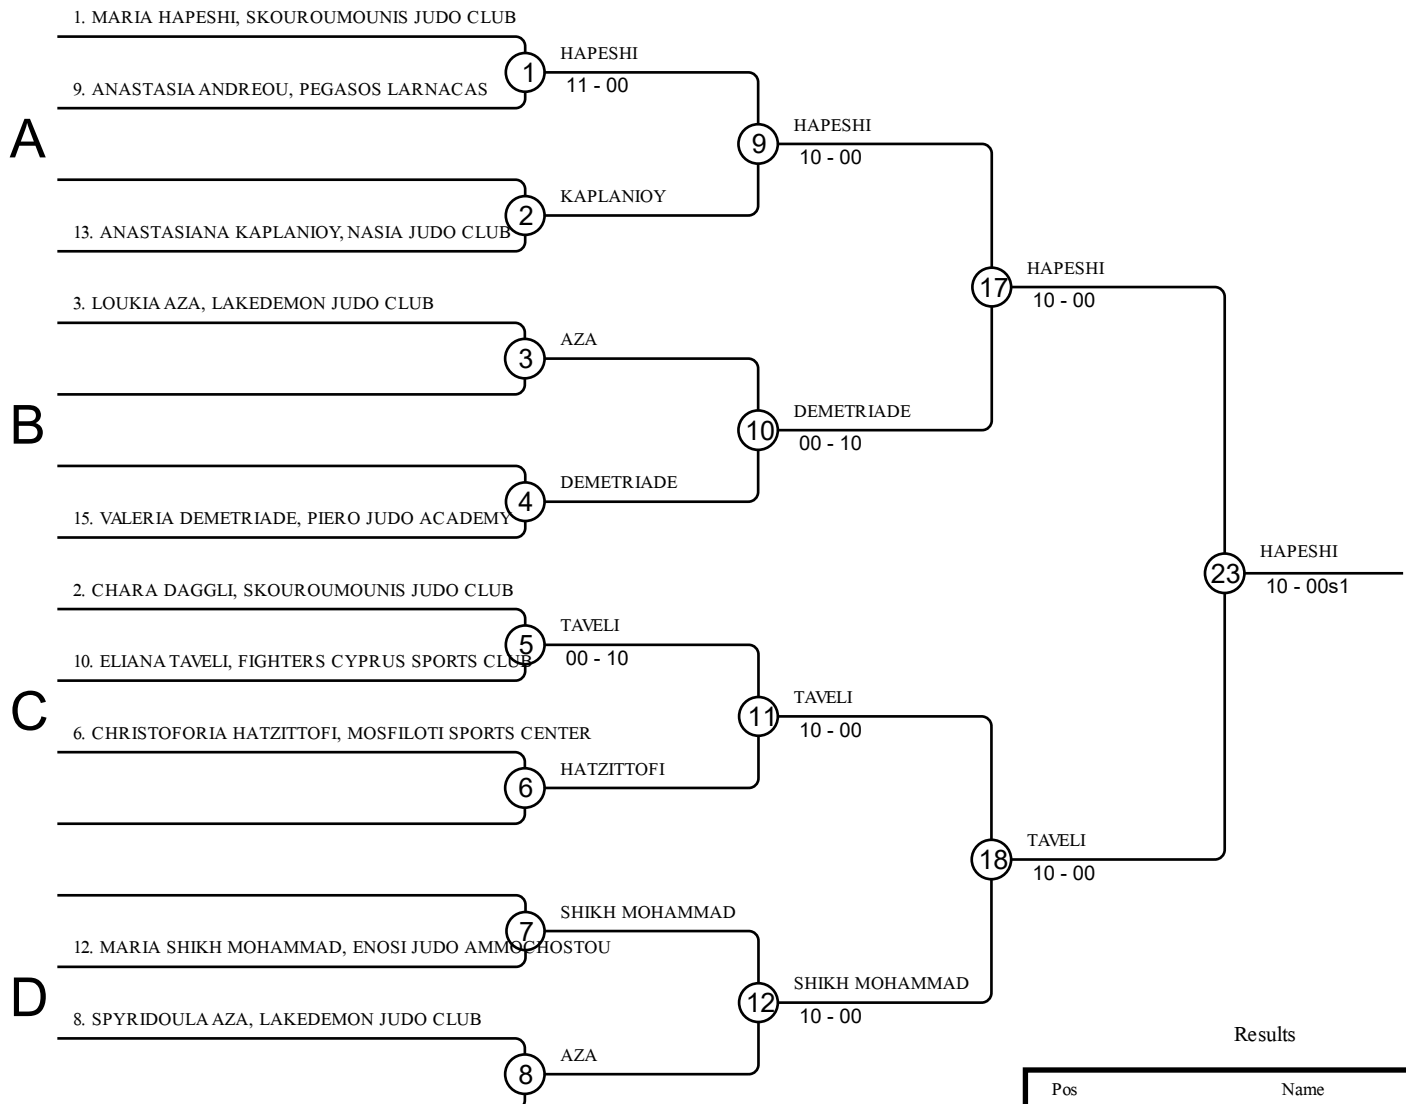 1. MARIA HAPESHI, SKOUROUMOUNIS JUDO CLUB
HAPESHI
1
11 - 00
9. ANASTASIA ANDREOU, PEGASOS LARNACAS
A
HAPESHI
9
10 - 00
KAPLANIOY
2
13. ANASTASIANA KAPLANIOY, NASIA JUDO CLUB
HAPESHI
17
10 - 00
3. LOUKIA AZA, LAKEDEMON JUDO CLUB
AZA
3
B
DEMETRIADE
10
00 - 10
DEMETRIADE
4
15. VALERIA DEMETRIADE, PIERO JUDO ACADEMY
HAPESHI
23
10 - 00s1
2. CHARA DAGGLI, SKOUROUMOUNIS JUDO CLUB
TAVELI
5
00 - 10
10. ELIANA TAVELI, FIGHTERS CYPRUS SPORTS CLUB
C
TAVELI
11
10 - 00
6. CHRISTOFORIA HATZITTOFI, MOSFILOTI SPORTS CENTER
HATZITTOFI
6
TAVELI
18
10 - 00
SHIKH MOHAMMAD
7
12. MARIA SHIKH MOHAMMAD, ENOSI JUDO AMMOCHOSTOU
D
SHIKH MOHAMMAD
12
10 - 00
8. SPYRIDOULA AZA, LAKEDEMON JUDO CLUB
AZA
8
Results
Pos Name